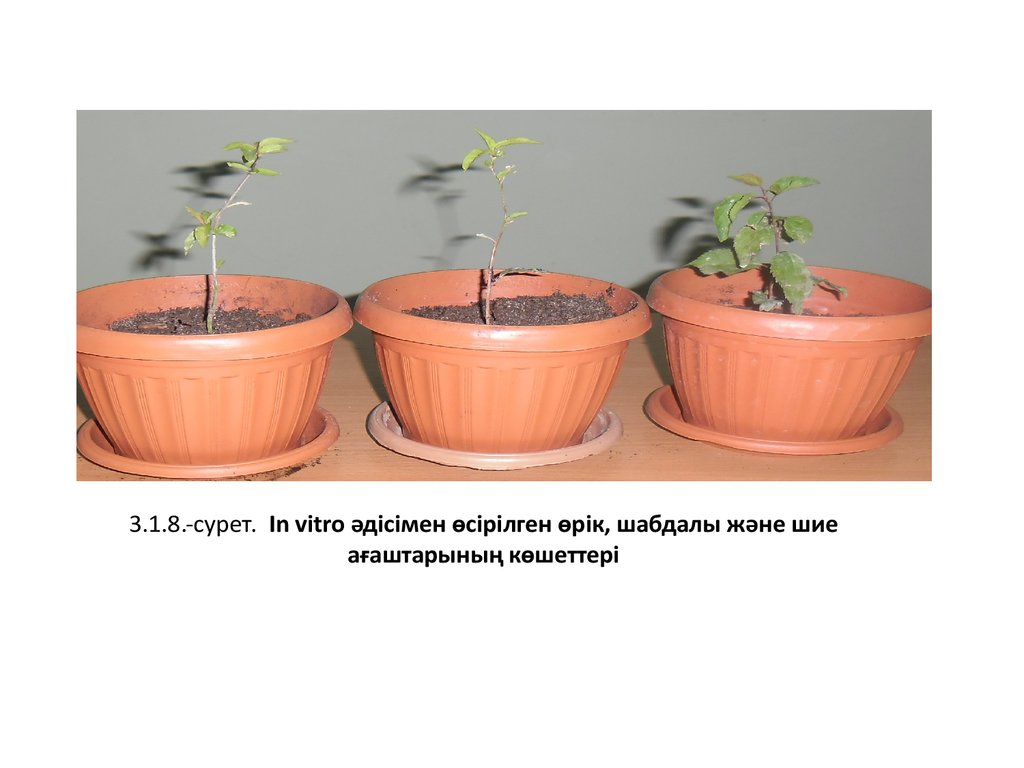 3.1.8.-сурет.  In vitro әдісімен өсірілген өрік, шабдалы және шие
ағаштарының көшеттері